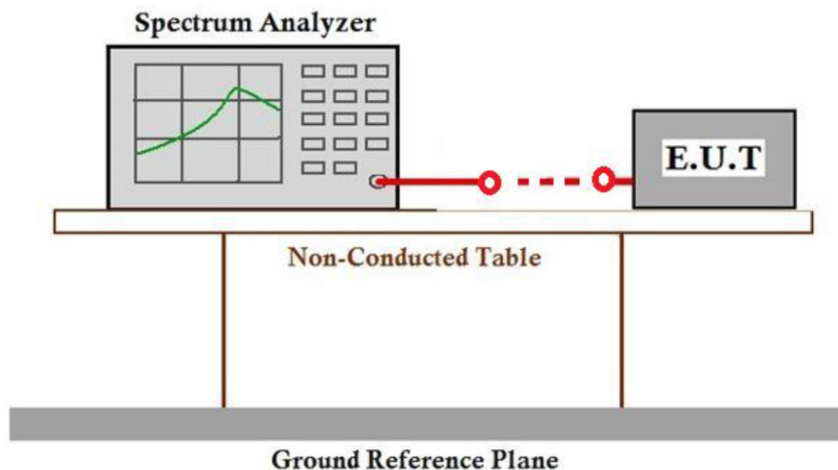 Spectrum Analyzer
E.U.T
Non-Conducted Table
Ground Reference Plane